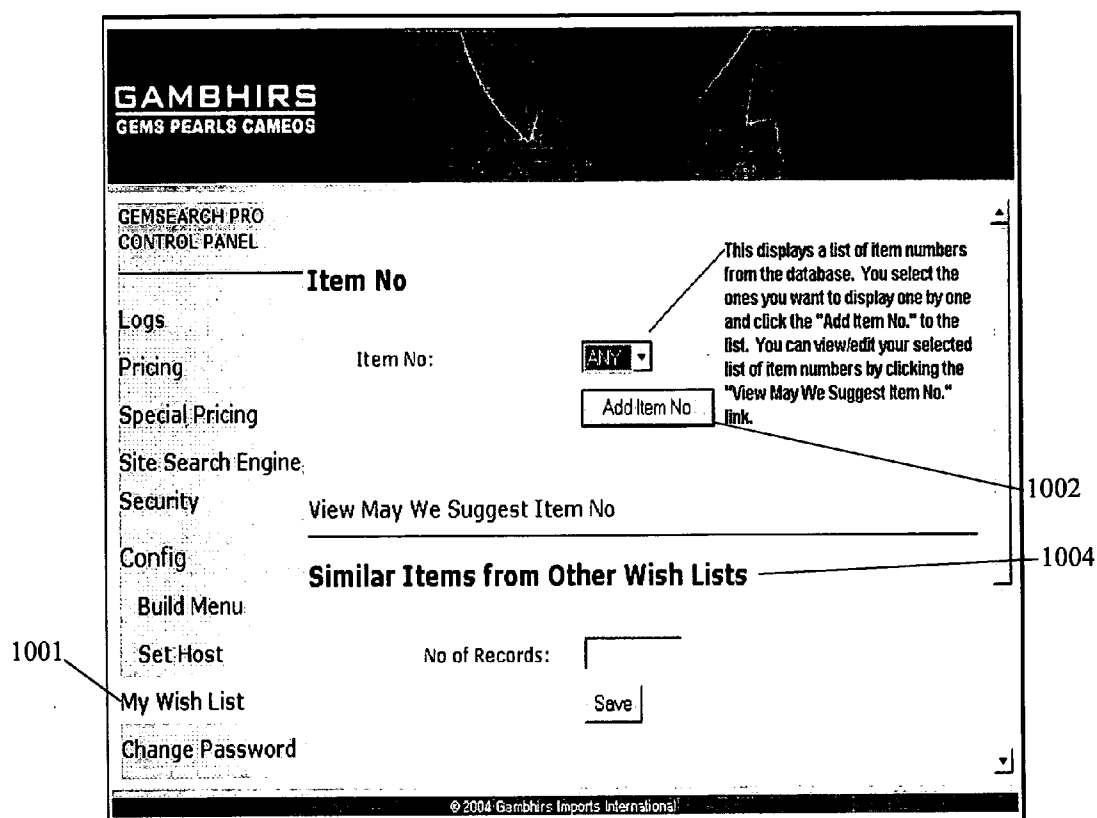 GAMBHIRS
GEMS PEARLS CAMEOS
GEMSEARCH PRO
CONTROL PANEL
Logs
Pricing
Special Pricing
Site Search Engine
Security
Config
Build Menu
Set Host
My Wish List
Change Password
1001
Item No
Item No:
ANY
Add Item No
This displays a list of item numbers
from the database. You select the
ones you want to display one by one
and click the "Add Item No." to the
list. You can view/edit your selected
list of item numbers by clicking the
"View May We Suggest Item No."
link.
1002
View May We Suggest Item No
Similar Items from Other Wish Lists
1004
No of Records:
Save
© 2004 Gambhirs Imports International